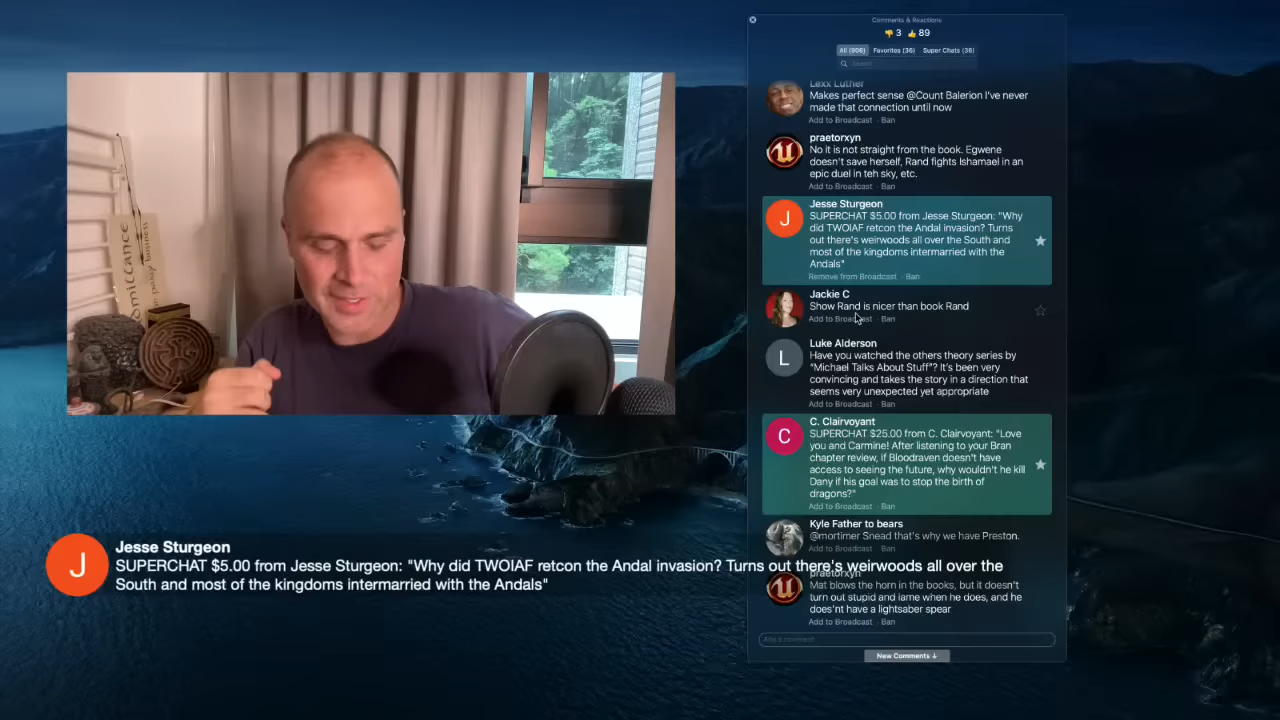 Comments & Reactions
👎 3 👍 89
All (906) Favorites (36) Super Chats (36)
Search
Lexx Luther
Makes perfect sense @Count Balerion I've never
made that connection until now
Add to Broadcast · Ban
praetorxyn
No it is not straight from the book. Egwene
doesn't save herself, Rand fights Ishamael in an
epic duel in teh sky, etc.
Add to Broadcast · Ban
J
Jesse Sturgeon
SUPERCHAT $5.00 from Jesse Sturgeon: "Why
did TWOIAF retcon the Andal invasion? Turns
out there's weirwoods all over the South and
most of the kingdoms intermarried with the
Andals"
Remove from Broadcast · Ban
Jackie C
Show Rand is nicer than book Rand
Add to Broadcast · Ban
L
Luke Alderson
Have you watched the others theory series by
"Michael Talks About Stuff"? It's been very
convincing and takes the story in a direction that
seems very unexpected yet appropriate
Add to Broadcast · Ban
C
C. Clairvoyant
SUPERCHAT $25.00 from C. Clairvoyant: "Love
you and Carmine! After listening to your Bran
chapter review, if Bloodraven doesn't have
access to seeing the future, why wouldn't he kill
Dany if his goal was to stop the birth of
dragons?"
Add to Broadcast · Ban
Kyle Father to bears
@mortimer Snead that's why we have Preston.
Add to Broadcast · Ban
praetorxyn
Mat blows the horn in the books, but it doesn't
turn out stupid and lame when he does, and he
does'nt have a lightsaber spear
Add to Broadcast · Ban
Add a comment
New Comments ↓
J
Jesse Sturgeon
SUPERCHAT $5.00 from Jesse Sturgeon: "Why did TWOIAF retcon the Andal invasion? Turns out there's weirwoods all over the
South and most of the kingdoms intermarried with the Andals"